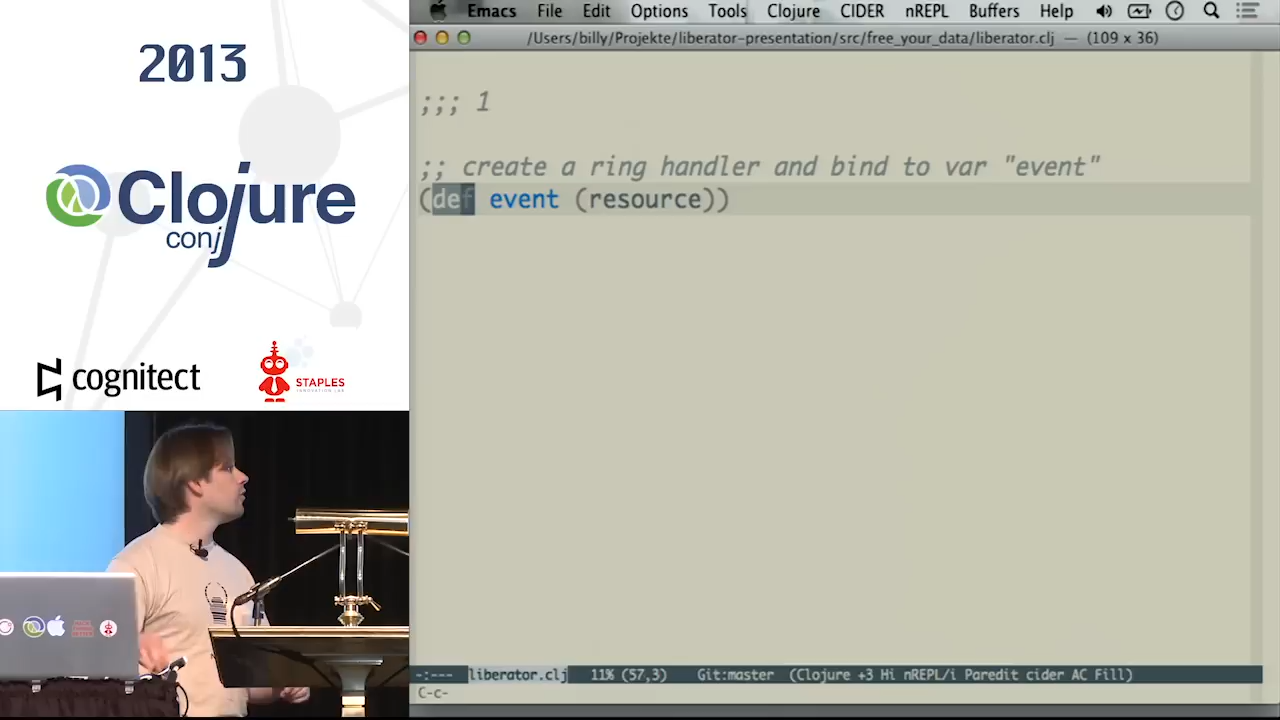 2013
Clojure
conj
cognitect
STAPLES
Emacs File Edit Options Tools Clojure CIDER nREPL Buffers Help
/Users/billy/Projekte/liberator-presentation/src/free_your_data/liberator.clj — (109 x 36)
;;; 1
;; create a ring handler and bind to var "event"
(def event (resource))
-:--- liberator.clj 11% (57,3) Git:master (Clojure +3 Hi nREPL/i Paredit cider AC Fill)
C-c-